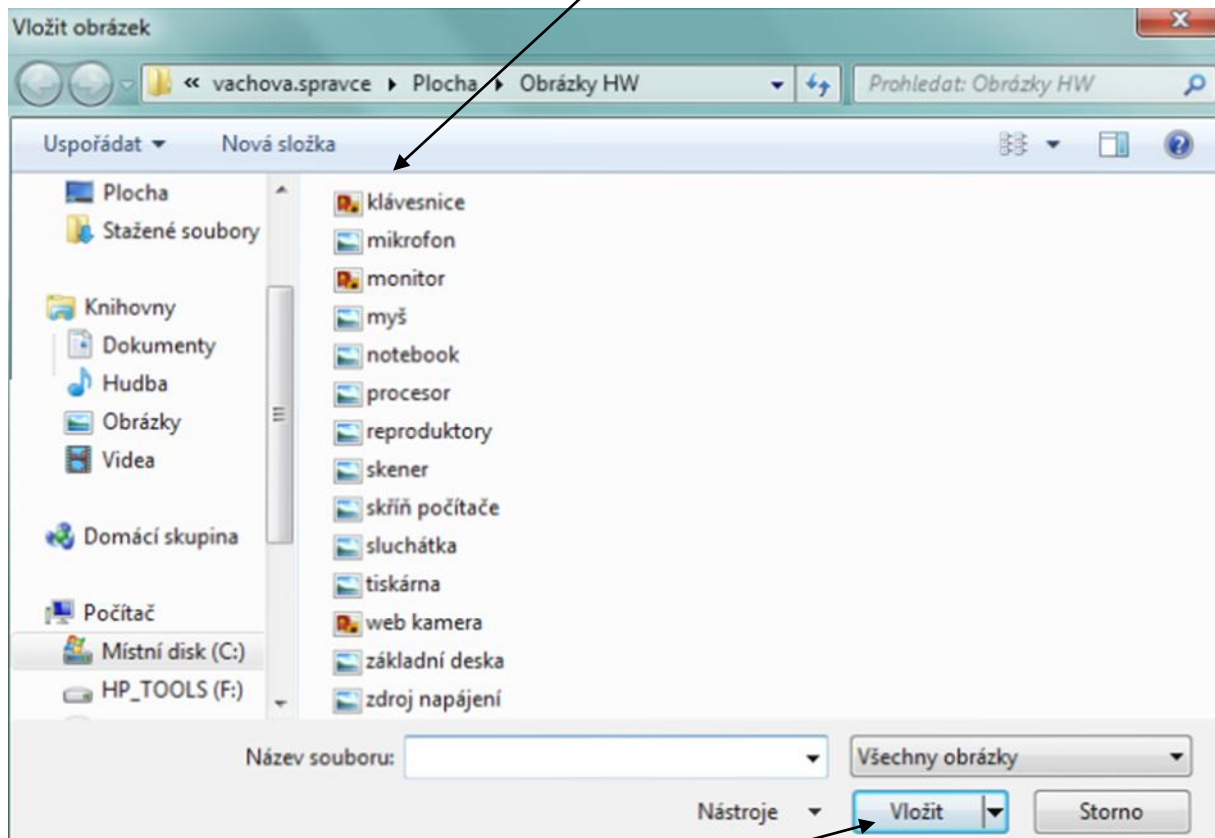 Vložit obrázek
« vachova.spravce Plocha Obrázky HW
Prohledat: Obrázky HW
Uspořádat Nová složka
Plocha
Stažené soubory
Knihovny
Dokumenty
Hudba
Obrázky
Videa
Domácí skupina
Počítač
Místní disk (C:)
HP_TOOLS (F:)
klávesnice
mikrofon
monitor
myš
notebook
procesor
reproduktory
skener
skříň počítače
sluchátka
tiskárna
web kamera
základní deska
zdroj napájení
Název souboru:
Všechny obrázky
Nástroje Vložit Storno